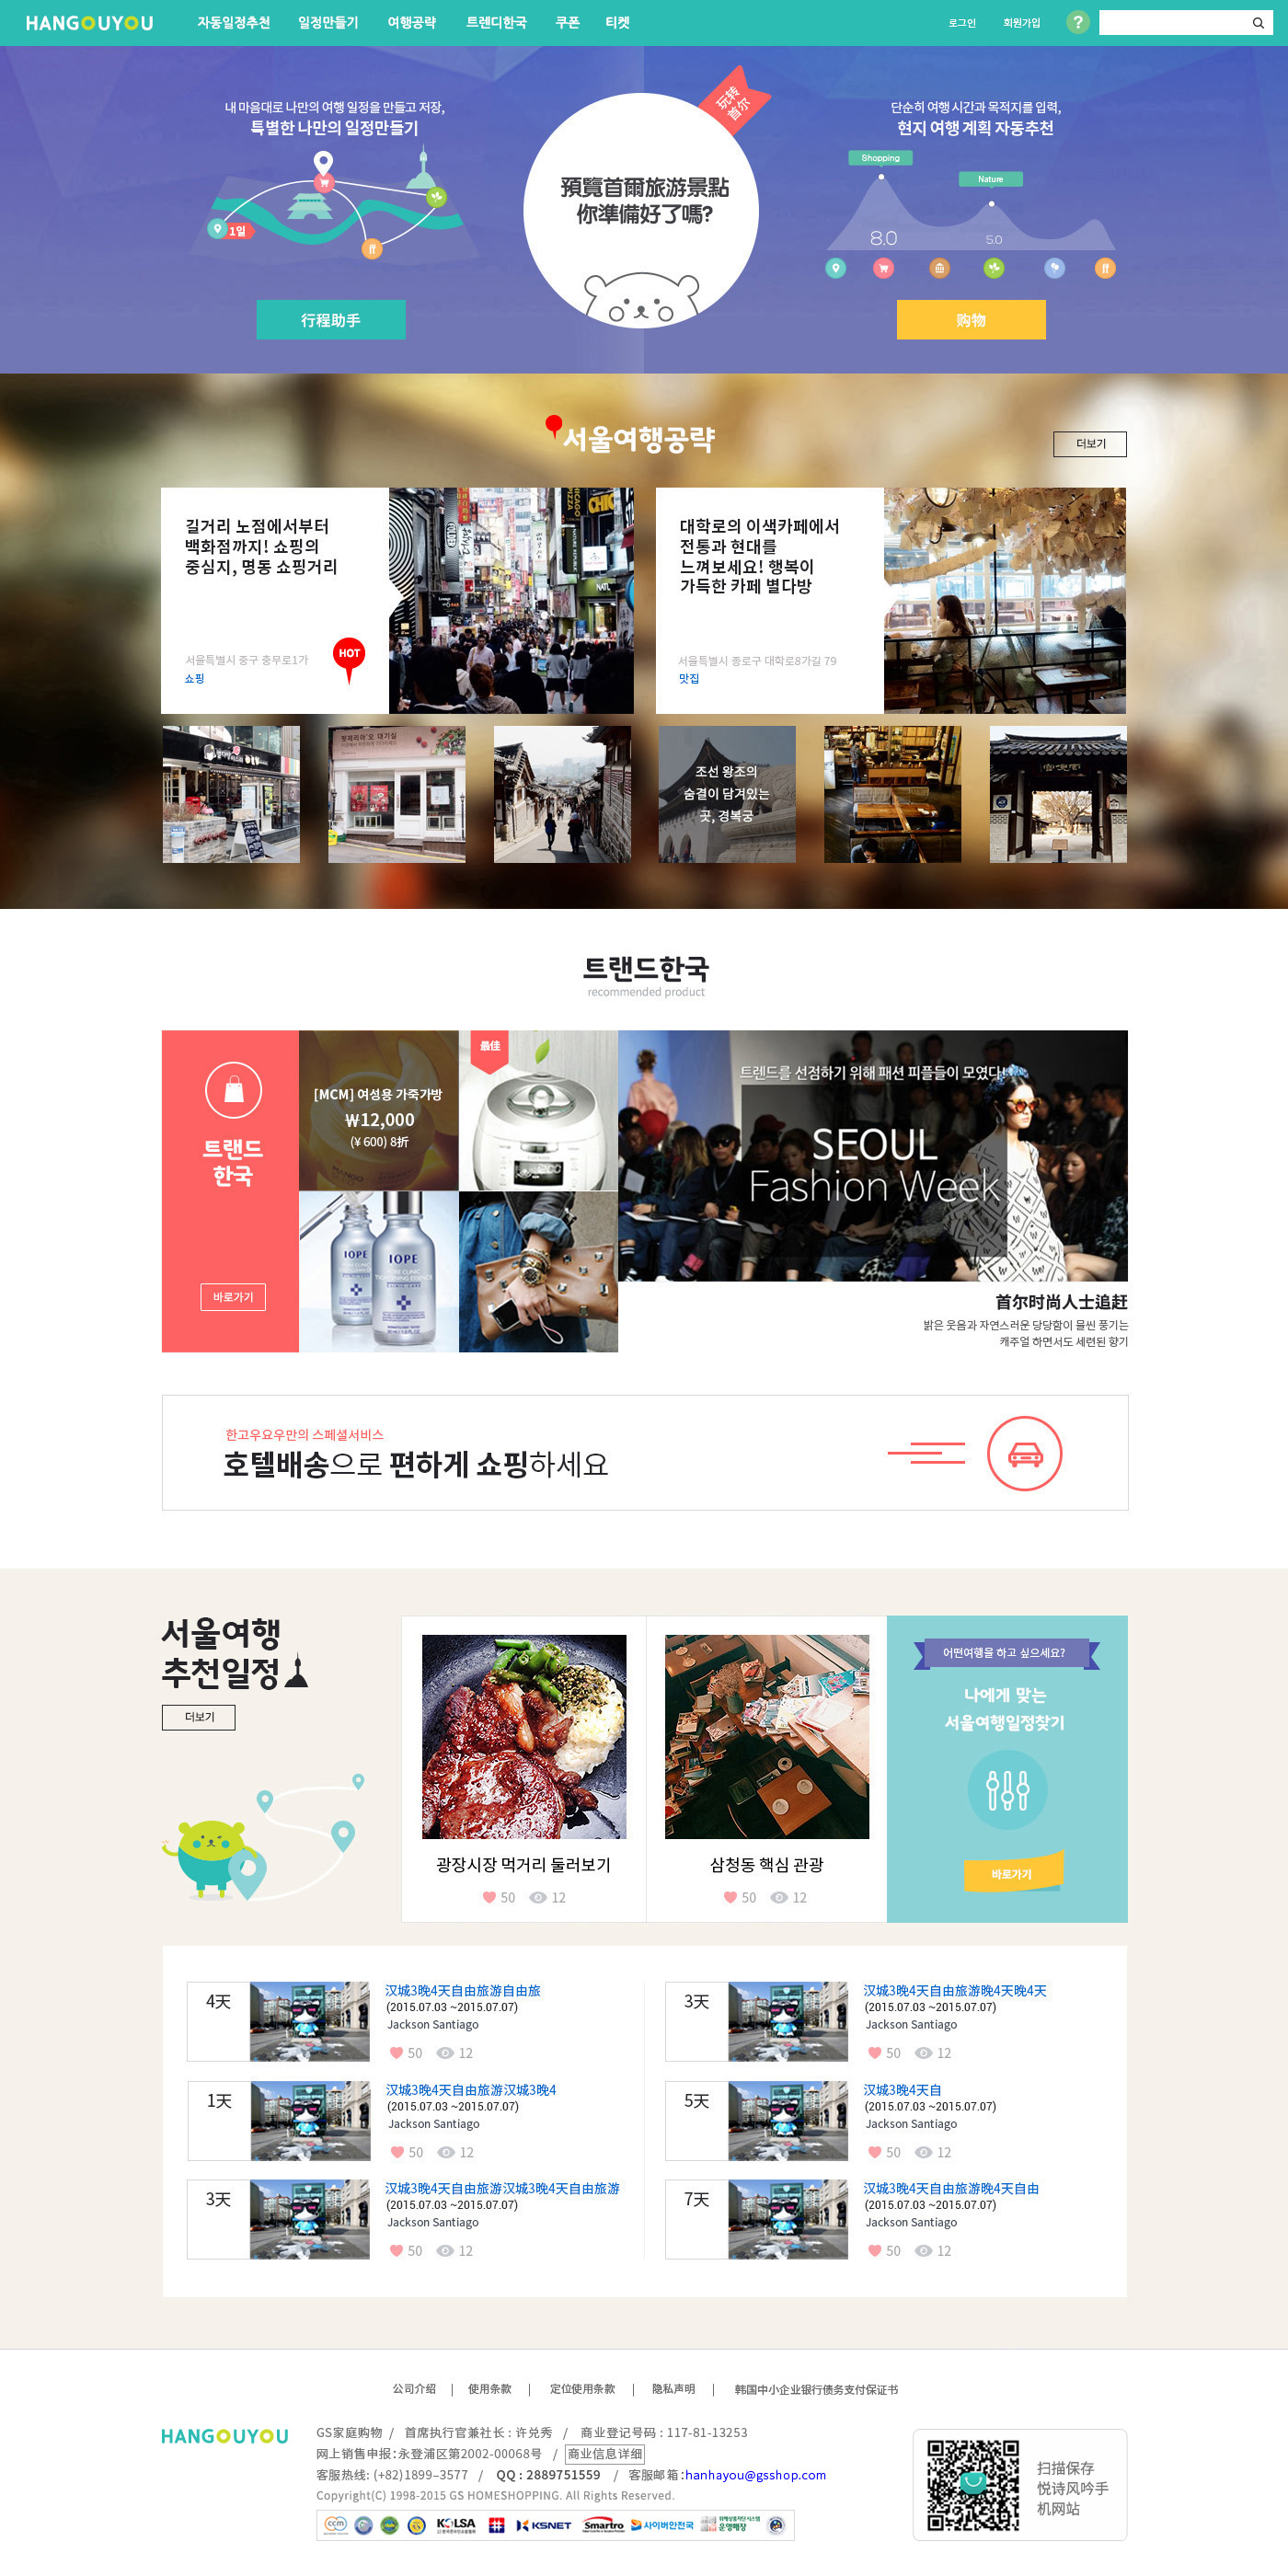 HANGOUYOU 자동일정추천 일정만들기 여행공략 트렌디한국 쿠폰 티켓 로그인 회원가입 ?
내 마음대로 나만의 여행 일정을 만들고 저장,
특별한 나만의 일정만들기
1일
行程助手
玩转
首尔
預覽首爾旅游景點
你準備好了嗎?
단순히 여행 시간과 목적지를 입력,
현지 여행 계획 자동추천
Shopping
Nature
8.0
5.0
购物
서울여행공략
더보기
길거리 노점에서부터
백화점까지! 쇼핑의
중심지, 명동 쇼핑거리
서울특별시 중구 충무로1가
쇼핑
HOT
대학로의 이색카페에서
전통과 현대를
느껴보세요! 행복이
가득한 카페 별다방
서울특별시 종로구 대학로8가길 79
맛집
조선 왕조의
숨결이 담겨있는
곳, 경복궁
트랜드한국
recommended product
트랜드
한국
바로가기
[MCM] 여성용 가죽가방
₩12,000
(¥ 600) 8折
最佳
IOPE
IOPE
트렌드를 선점하기 위해 패션 피플들이 모였다!
SEOUL
Fashion Week
首尔时尚人士追赶
밝은 웃음과 자연스러운 당당함이 물씬 풍기는
캐주얼 하면서도 세련된 향기
한고우요우만의 스페셜서비스
호텔배송으로 편하게 쇼핑하세요
서울여행
추천일정
더보기
광장시장 먹거리 둘러보기
50 12
삼청동 핵심 관광
50 12
어떤여행을 하고 싶으세요?
나에게 맞는
서울여행일정찾기
바로가기
4天
汉城3晚4天自由旅游自由旅
(2015.07.03 ~2015.07.07)
Jackson Santiago
50 12
3天
汉城3晚4天自由旅游晚4天晚4天
(2015.07.03 ~2015.07.07)
Jackson Santiago
50 12
1天
汉城3晚4天自由旅游汉城3晚4
(2015.07.03 ~2015.07.07)
Jackson Santiago
50 12
5天
汉城3晚4天自
(2015.07.03 ~2015.07.07)
Jackson Santiago
50 12
3天
汉城3晚4天自由旅游汉城3晚4天自由旅游
(2015.07.03 ~2015.07.07)
Jackson Santiago
50 12
7天
汉城3晚4天自由旅游晚4天自由
(2015.07.03 ~2015.07.07)
Jackson Santiago
50 12
公司介绍 | 使用条款 | 定位使用条款 | 隐私声明 | 韩国中小企业银行债务支付保证书
HANGOUYOU
GS家庭购物 / 首席执行官兼社长 : 许兑秀 / 商业登记号码 : 117-81-13253
网上销售申报:永登浦区第2002-00068号 / 商业信息详细
客服热线: (+82)1899-3577 / QQ : 2889751559 / 客服邮箱:hanhayou@gsshop.com
Copyright(C) 1998-2015 GS HOMESHOPPING. All Rights Reserved.
ccm KOLSA KSNET Smartro 사이버안전국 운영매장
扫描保存
悦诗风吟手
机网站